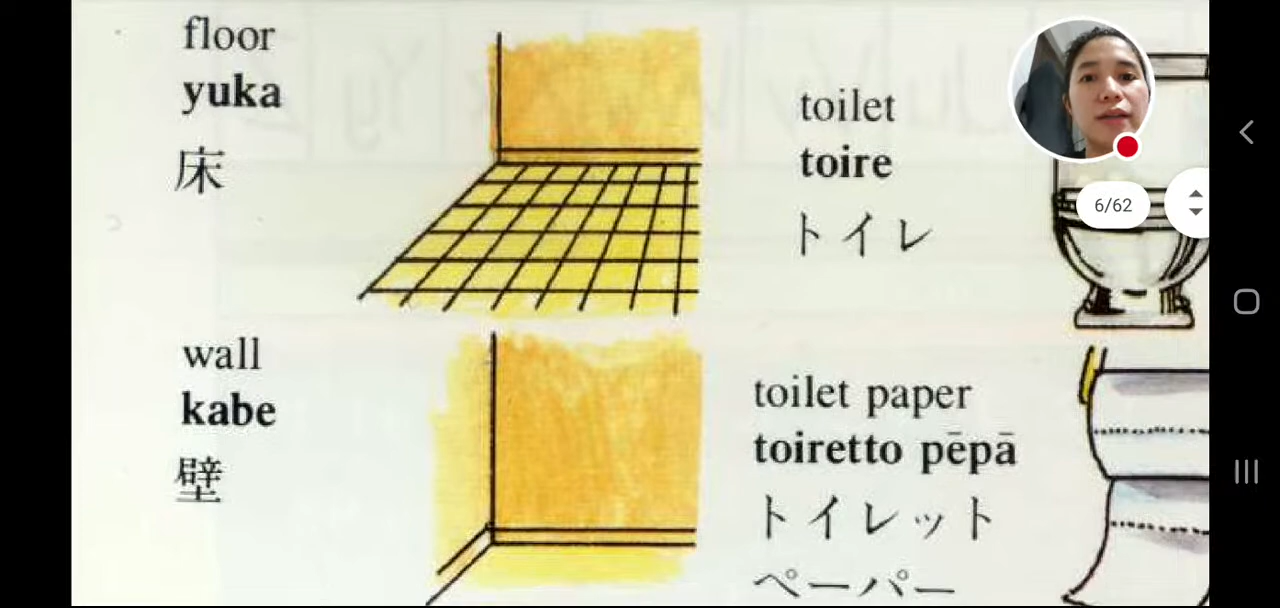 floor
yuka
床
wall
kabe
壁
toilet
toire
トイレ
6/62
toilet paper
toiretto pēpā
トイレット
ペーパー